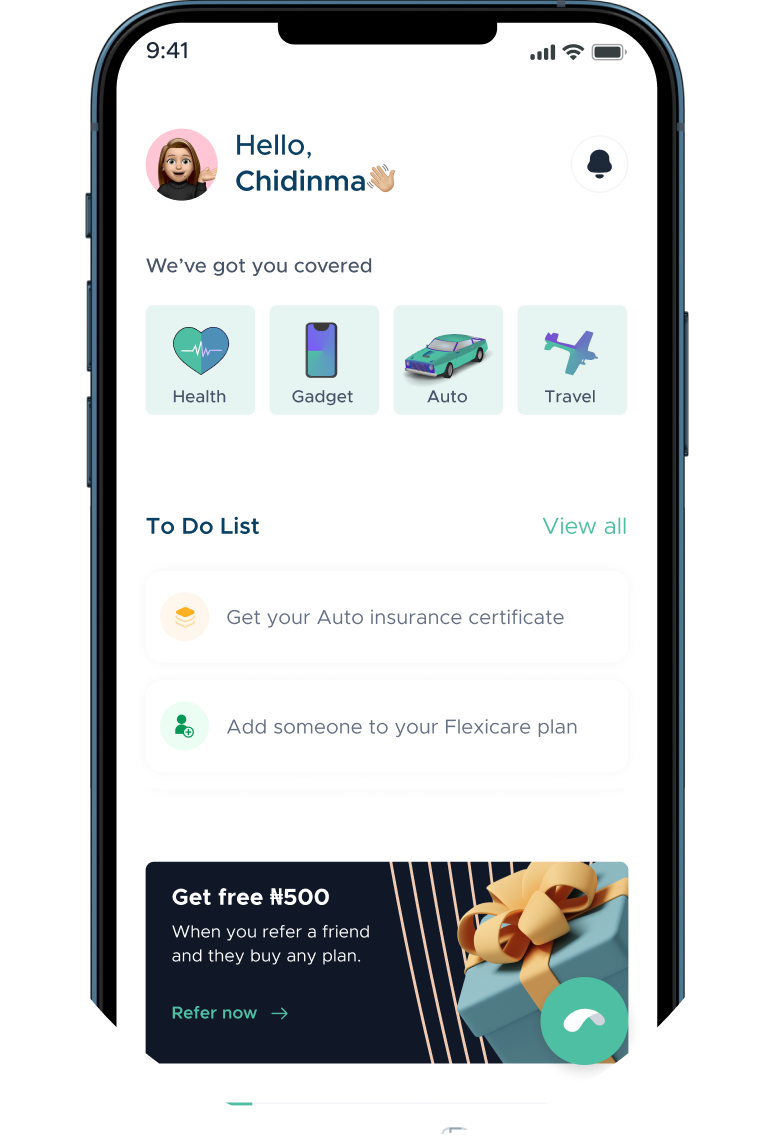 9:41
Hello,
Chidinma
We’ve got you covered
Health
Gadget
Auto
Travel
To Do List
View all
Get your Auto insurance certificate
Add someone to your Flexicare plan
Get free ₦500
When you refer a friend
and they buy any plan.
Refer now